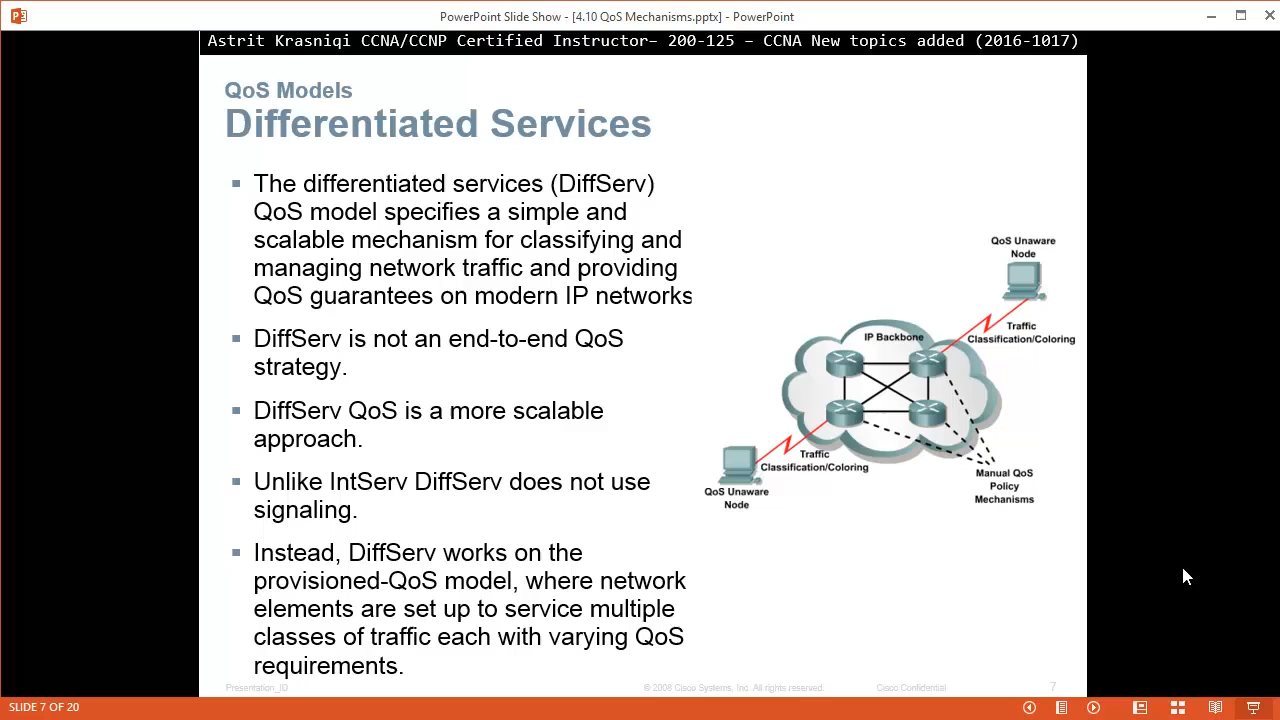 PowerPoint Slide Show - [4.10 QoS Mechanisms.pptx] - PowerPoint
Astrit Krasniqi CCNA/CCNP Certified Instructor– 200-125 – CCNA New topics added (2016-1017)
QoS Models
Differentiated Services
The differentiated services (DiffServ)
QoS model specifies a simple and
scalable mechanism for classifying and
managing network traffic and providing
QoS guarantees on modern IP networks
DiffServ is not an end-to-end QoS
strategy.
DiffServ QoS is a more scalable
approach.
Unlike IntServ DiffServ does not use
signaling.
Instead, DiffServ works on the
provisioned-QoS model, where network
elements are set up to service multiple
classes of traffic each with varying QoS
requirements.
QoS Unaware
Node
Traffic
Classification/Coloring
IP Backbone
Traffic
Classification/Coloring
QoS Unaware
Node
Manual QoS
Policy
Mechanisms
Presentation_ID
© 2008 Cisco Systems, Inc. All rights reserved.
Cisco Confidential
7
SLIDE 7 OF 20